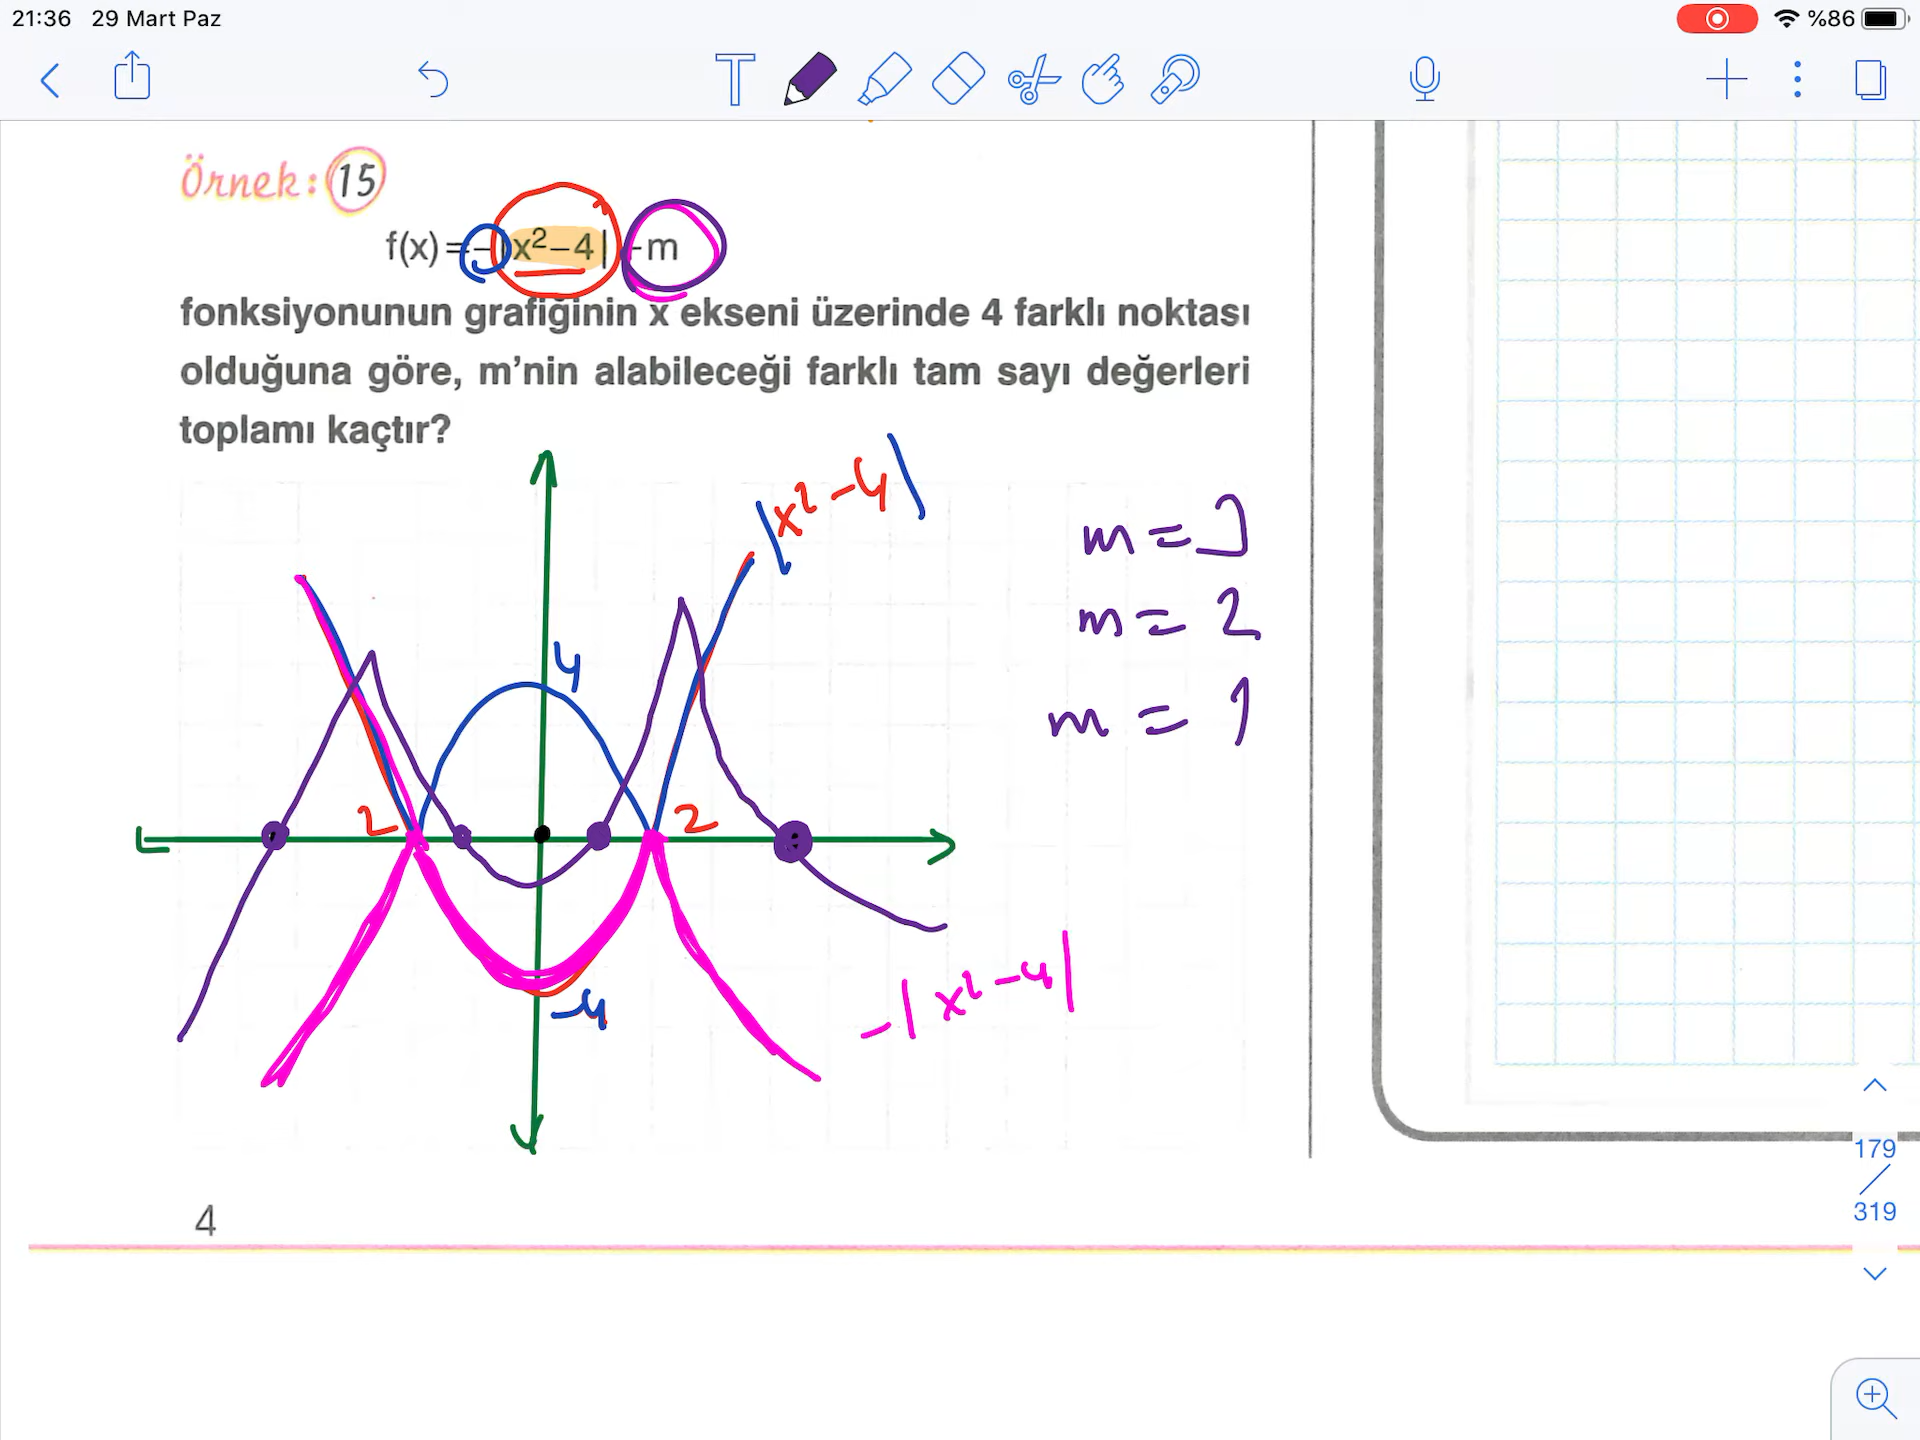 21:36 29 Mart Paz
%86
Örnek: 15
f(x) = -|x²-4| -m
fonksiyonunun grafiğinin x ekseni üzerinde 4 farklı noktası
olduğuna göre, m'nin alabileceği farklı tam sayı değerleri
toplamı kaçtır?
|x²-4|
m = 3
m = 2
m = 1
4
2
2
-4
-|x²-4|
179
319
4